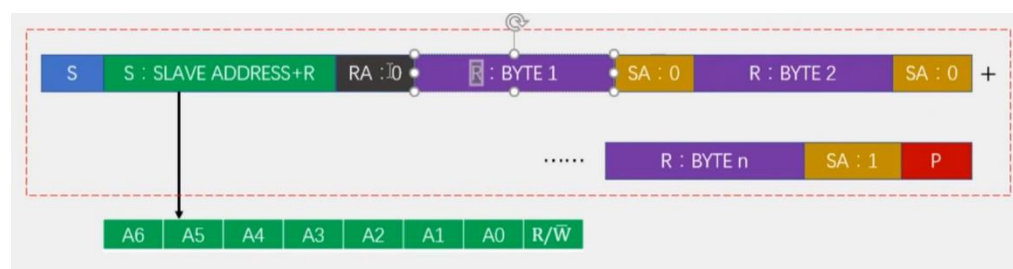 S S : SLAVE ADDRESS+R RA : 0 R : BYTE 1 SA : 0 R : BYTE 2 SA : 0 +
…… R : BYTE n SA : 1 P
A6 A5 A4 A3 A2 A1 A0 R/W̅